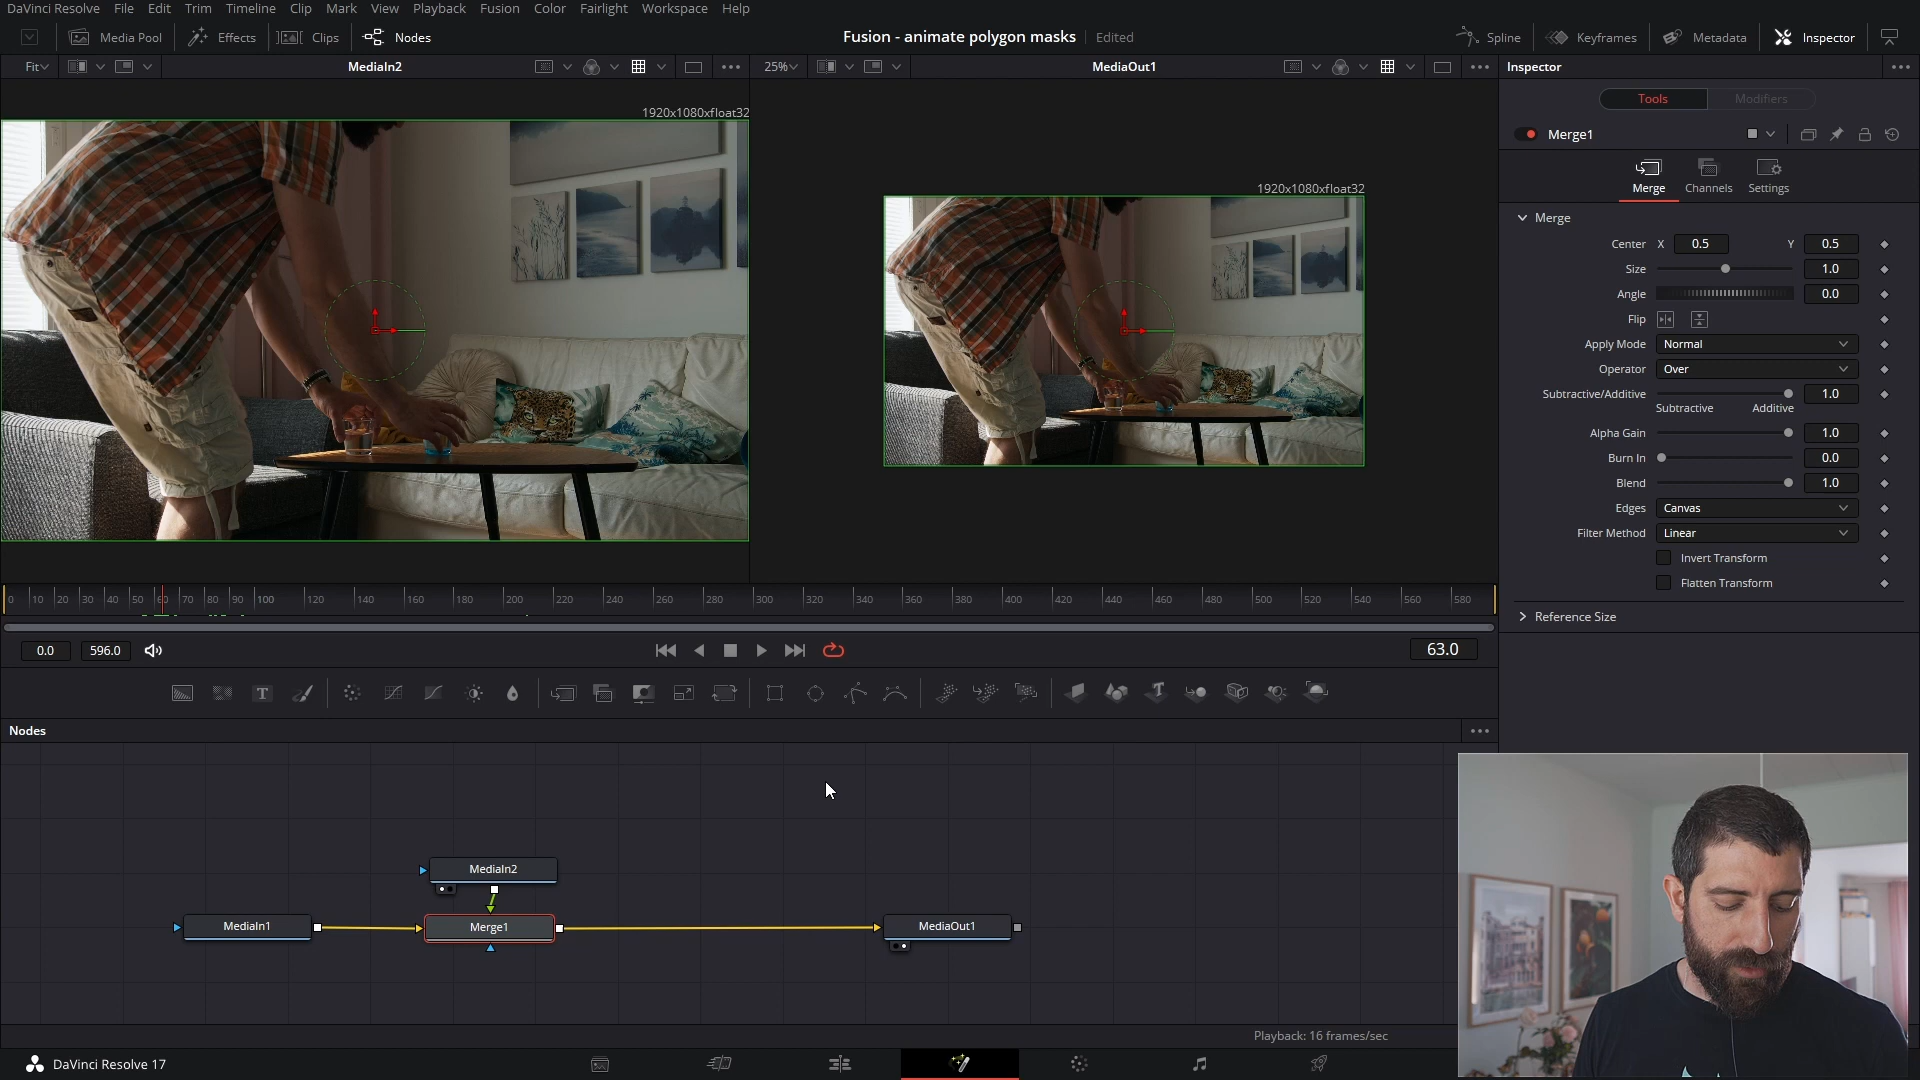 DaVinci Resolve File Edit Trim Timeline Clip Mark View Playback Fusion Color Fairlight Workspace Help
Media Pool Effects Clips Nodes Fusion - animate polygon masks Edited Spline Keyframes Metadata Inspector
Fit MediaIn2 25% MediaOut1 Inspector
1920x1080xfloat32
1920x1080xfloat32
Tools Modifiers
Merge1
Merge Channels Settings
Merge
Center X 0.5 Y 0.5
Size 1.0
Angle 0.0
Flip
Apply Mode Normal
Operator Over
Subtractive/Additive 1.0
Subtractive Additive
Alpha Gain 1.0
Burn In 0.0
Blend 1.0
Edges Canvas
Filter Method Linear
Invert Transform
Flatten Transform
Reference Size
0 10 20 30 40 50 60 70 80 90 100 120 140 160 180 200 220 240 260 280 300 320 340 360 380 400 420 440 460 480 500 520 540 560 580
0.0 596.0 63.0
T
Nodes
MediaIn2
MediaIn1 Merge1 MediaOut1
Playback: 16 frames/sec
DaVinci Resolve 17